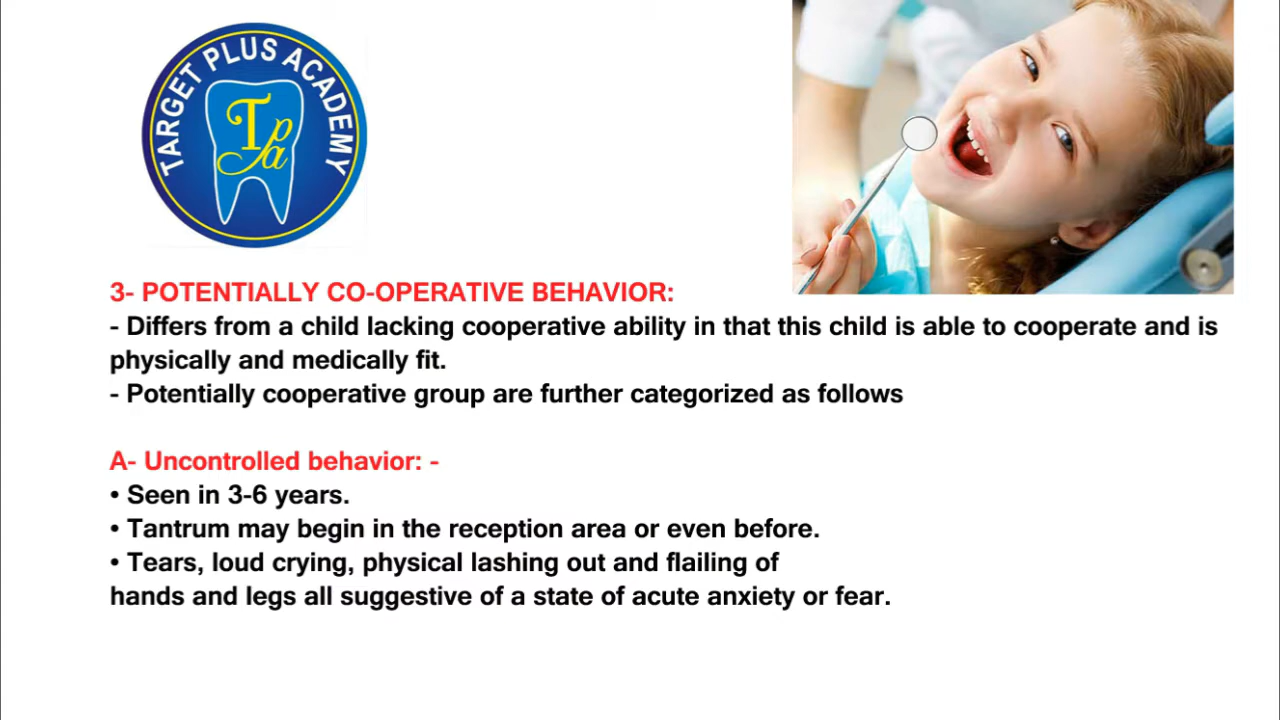 TARGET PLUS ACADEMY
Tpa
3- POTENTIALLY CO-OPERATIVE BEHAVIOR:
- Differs from a child lacking cooperative ability in that this child is able to cooperate and is
physically and medically fit.
- Potentially cooperative group are further categorized as follows
A- Uncontrolled behavior: -
• Seen in 3-6 years.
• Tantrum may begin in the reception area or even before.
• Tears, loud crying, physical lashing out and flailing of
hands and legs all suggestive of a state of acute anxiety or fear.